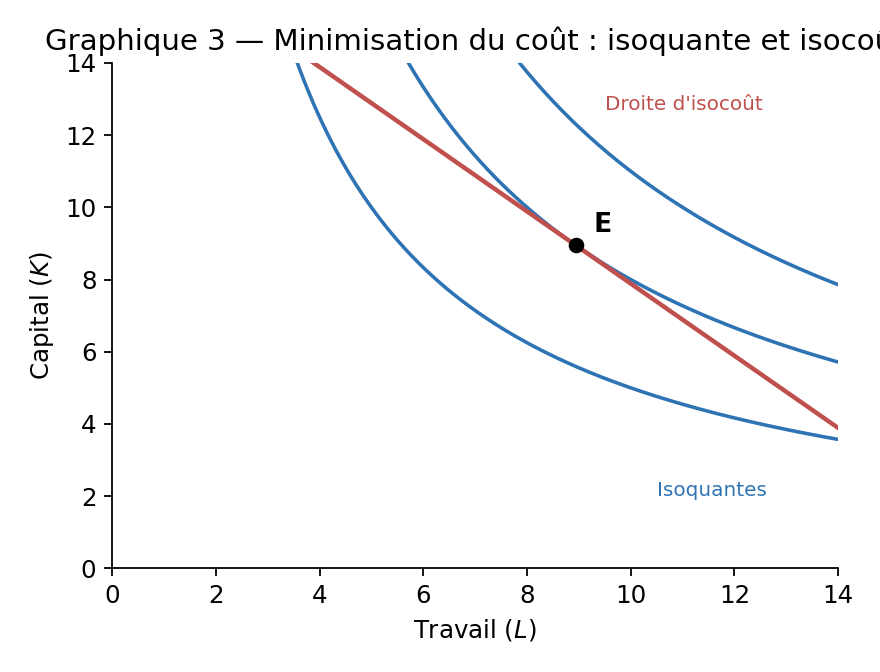 Graphique 3 — Minimisation du coût : isoquante et isocoû
14
12
10
8
6
4
2
0
Capital (K)
Droite d'isocoût
E
Isoquantes
0 2 4 6 8 10 12 14
Travail (L)